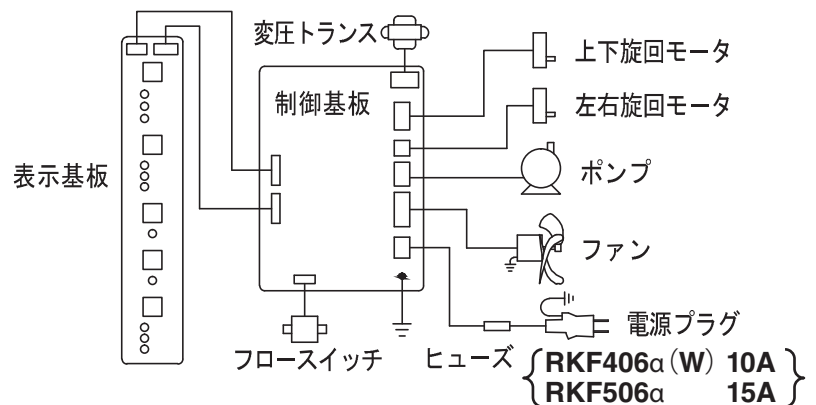 変圧トランス
上下旋回モータ
制御基板
左右旋回モータ
表示基板
ポンプ
ファン
電源プラグ
フロースイッチ
ヒューズ
RKF406α(W) 10A
RKF506α 15A